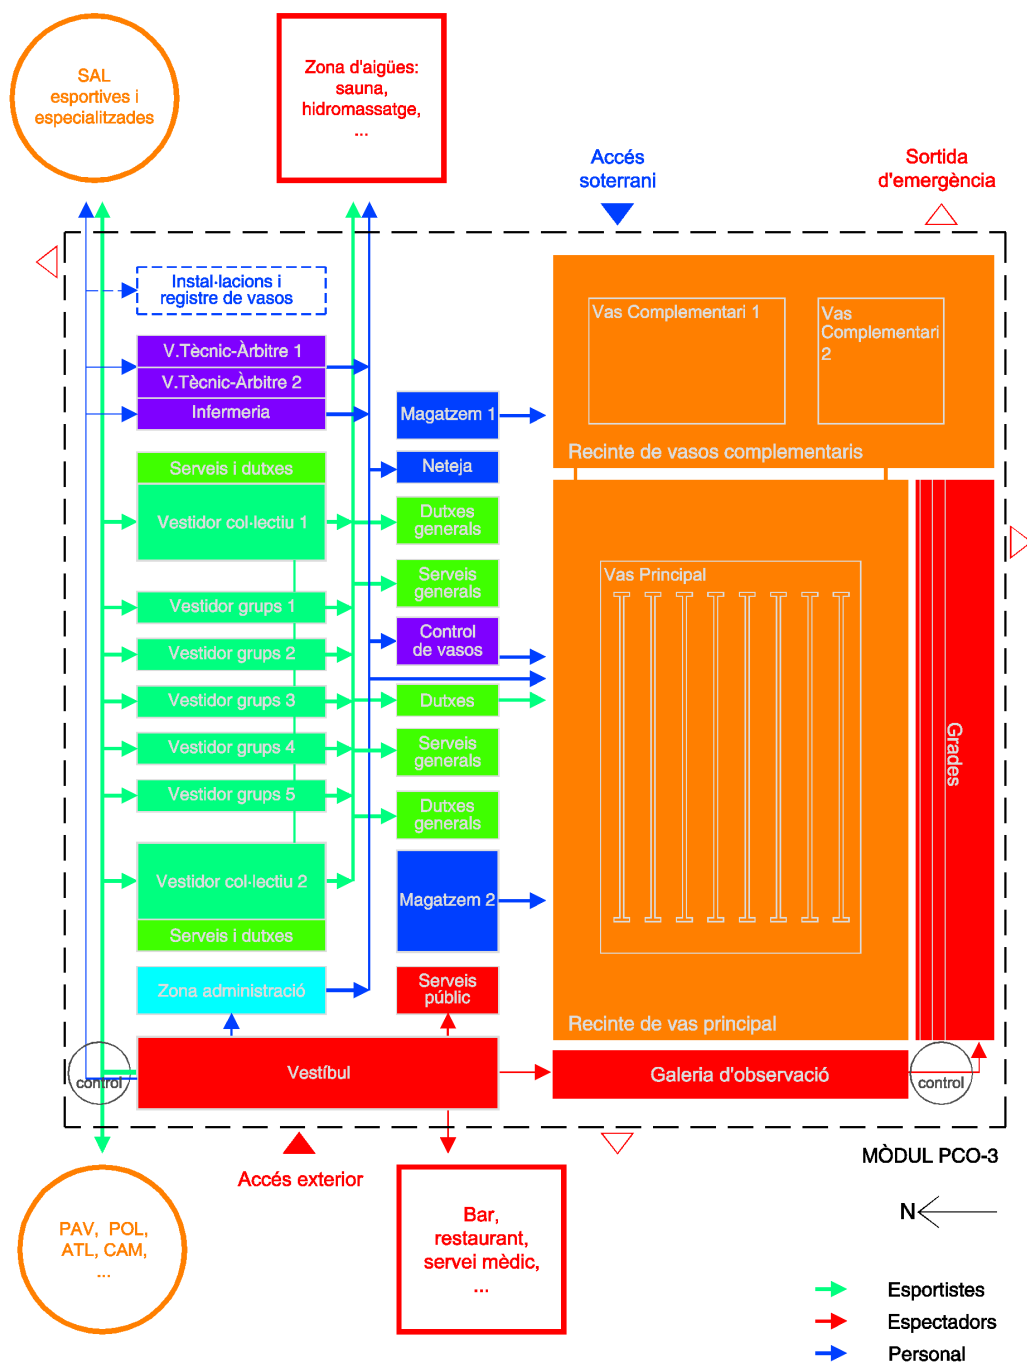 SAL
esportives i
especialitzades
Zona d'aigües:
sauna,
hidromassatge,
...
Accés
soterrani
Sortida
d'emergència
Instal·lacions i
registre de vasos
V.Tècnic-Àrbitre 1
V.Tècnic-Àrbitre 2
Infermeria
Serveis i dutxes
Vestidor col·lectiu 1
Vestidor grups 1
Vestidor grups 2
Vestidor grups 3
Vestidor grups 4
Vestidor grups 5
Vestidor col·lectiu 2
Serveis i dutxes
Zona administració
Magatzem 1
Neteja
Dutxes
generals
Serveis
generals
Control
de vasos
Dutxes
Serveis
generals
Dutxes
generals
Magatzem 2
Serveis
públic
Vas Complementari 1
Vas
Complementari
2
Recinte de vasos complementaris
Vas Principal
Recinte de vas principal
Grades
control
Vestíbul
Galeria d'observació
control
Accés exterior
MÒDUL PCO-3
N
PAV, POL,
ATL, CAM,
...
Bar,
restaurant,
servei mèdic,
...
Esportistes
Espectadors
Personal